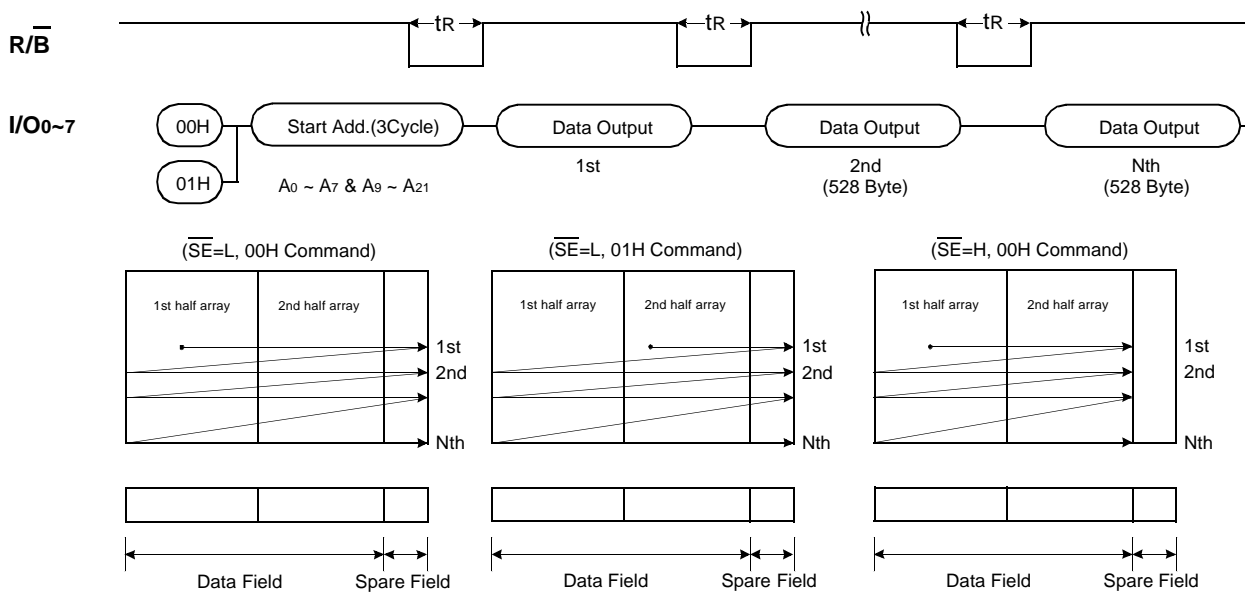 tR tR tR
R/B̅
I/O0~7 00H Start Add.(3Cycle) Data Output Data Output Data Output
01H A0 ~ A7 & A9 ~ A21 1st 2nd Nth
(528 Byte) (528 Byte)
(S̅E̅=L, 00H Command) (S̅E̅=L, 01H Command) (S̅E̅=H, 00H Command)
1st half array 2nd half array 1st half array 2nd half array 1st half array 2nd half array
1st 1st 1st
2nd 2nd 2nd
Nth Nth Nth
Data Field Spare Field Data Field Spare Field Data Field Spare Field